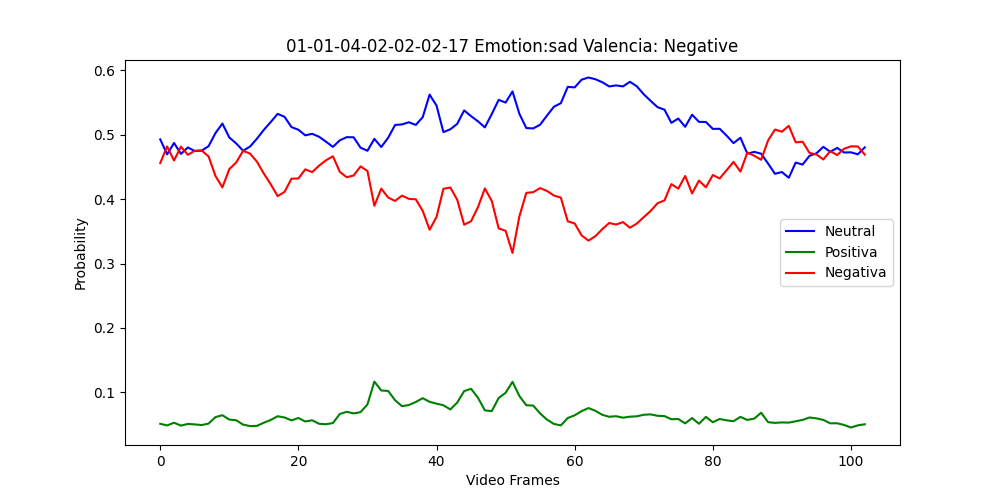 01-01-04-02-02-02-17 Emotion:sad Valencia: Negative
0.6
0.5
0.4
0.3
0.2
0.1
Probability
Neutral
Positiva
Negativa
0 20 40 60 80 100
Video Frames